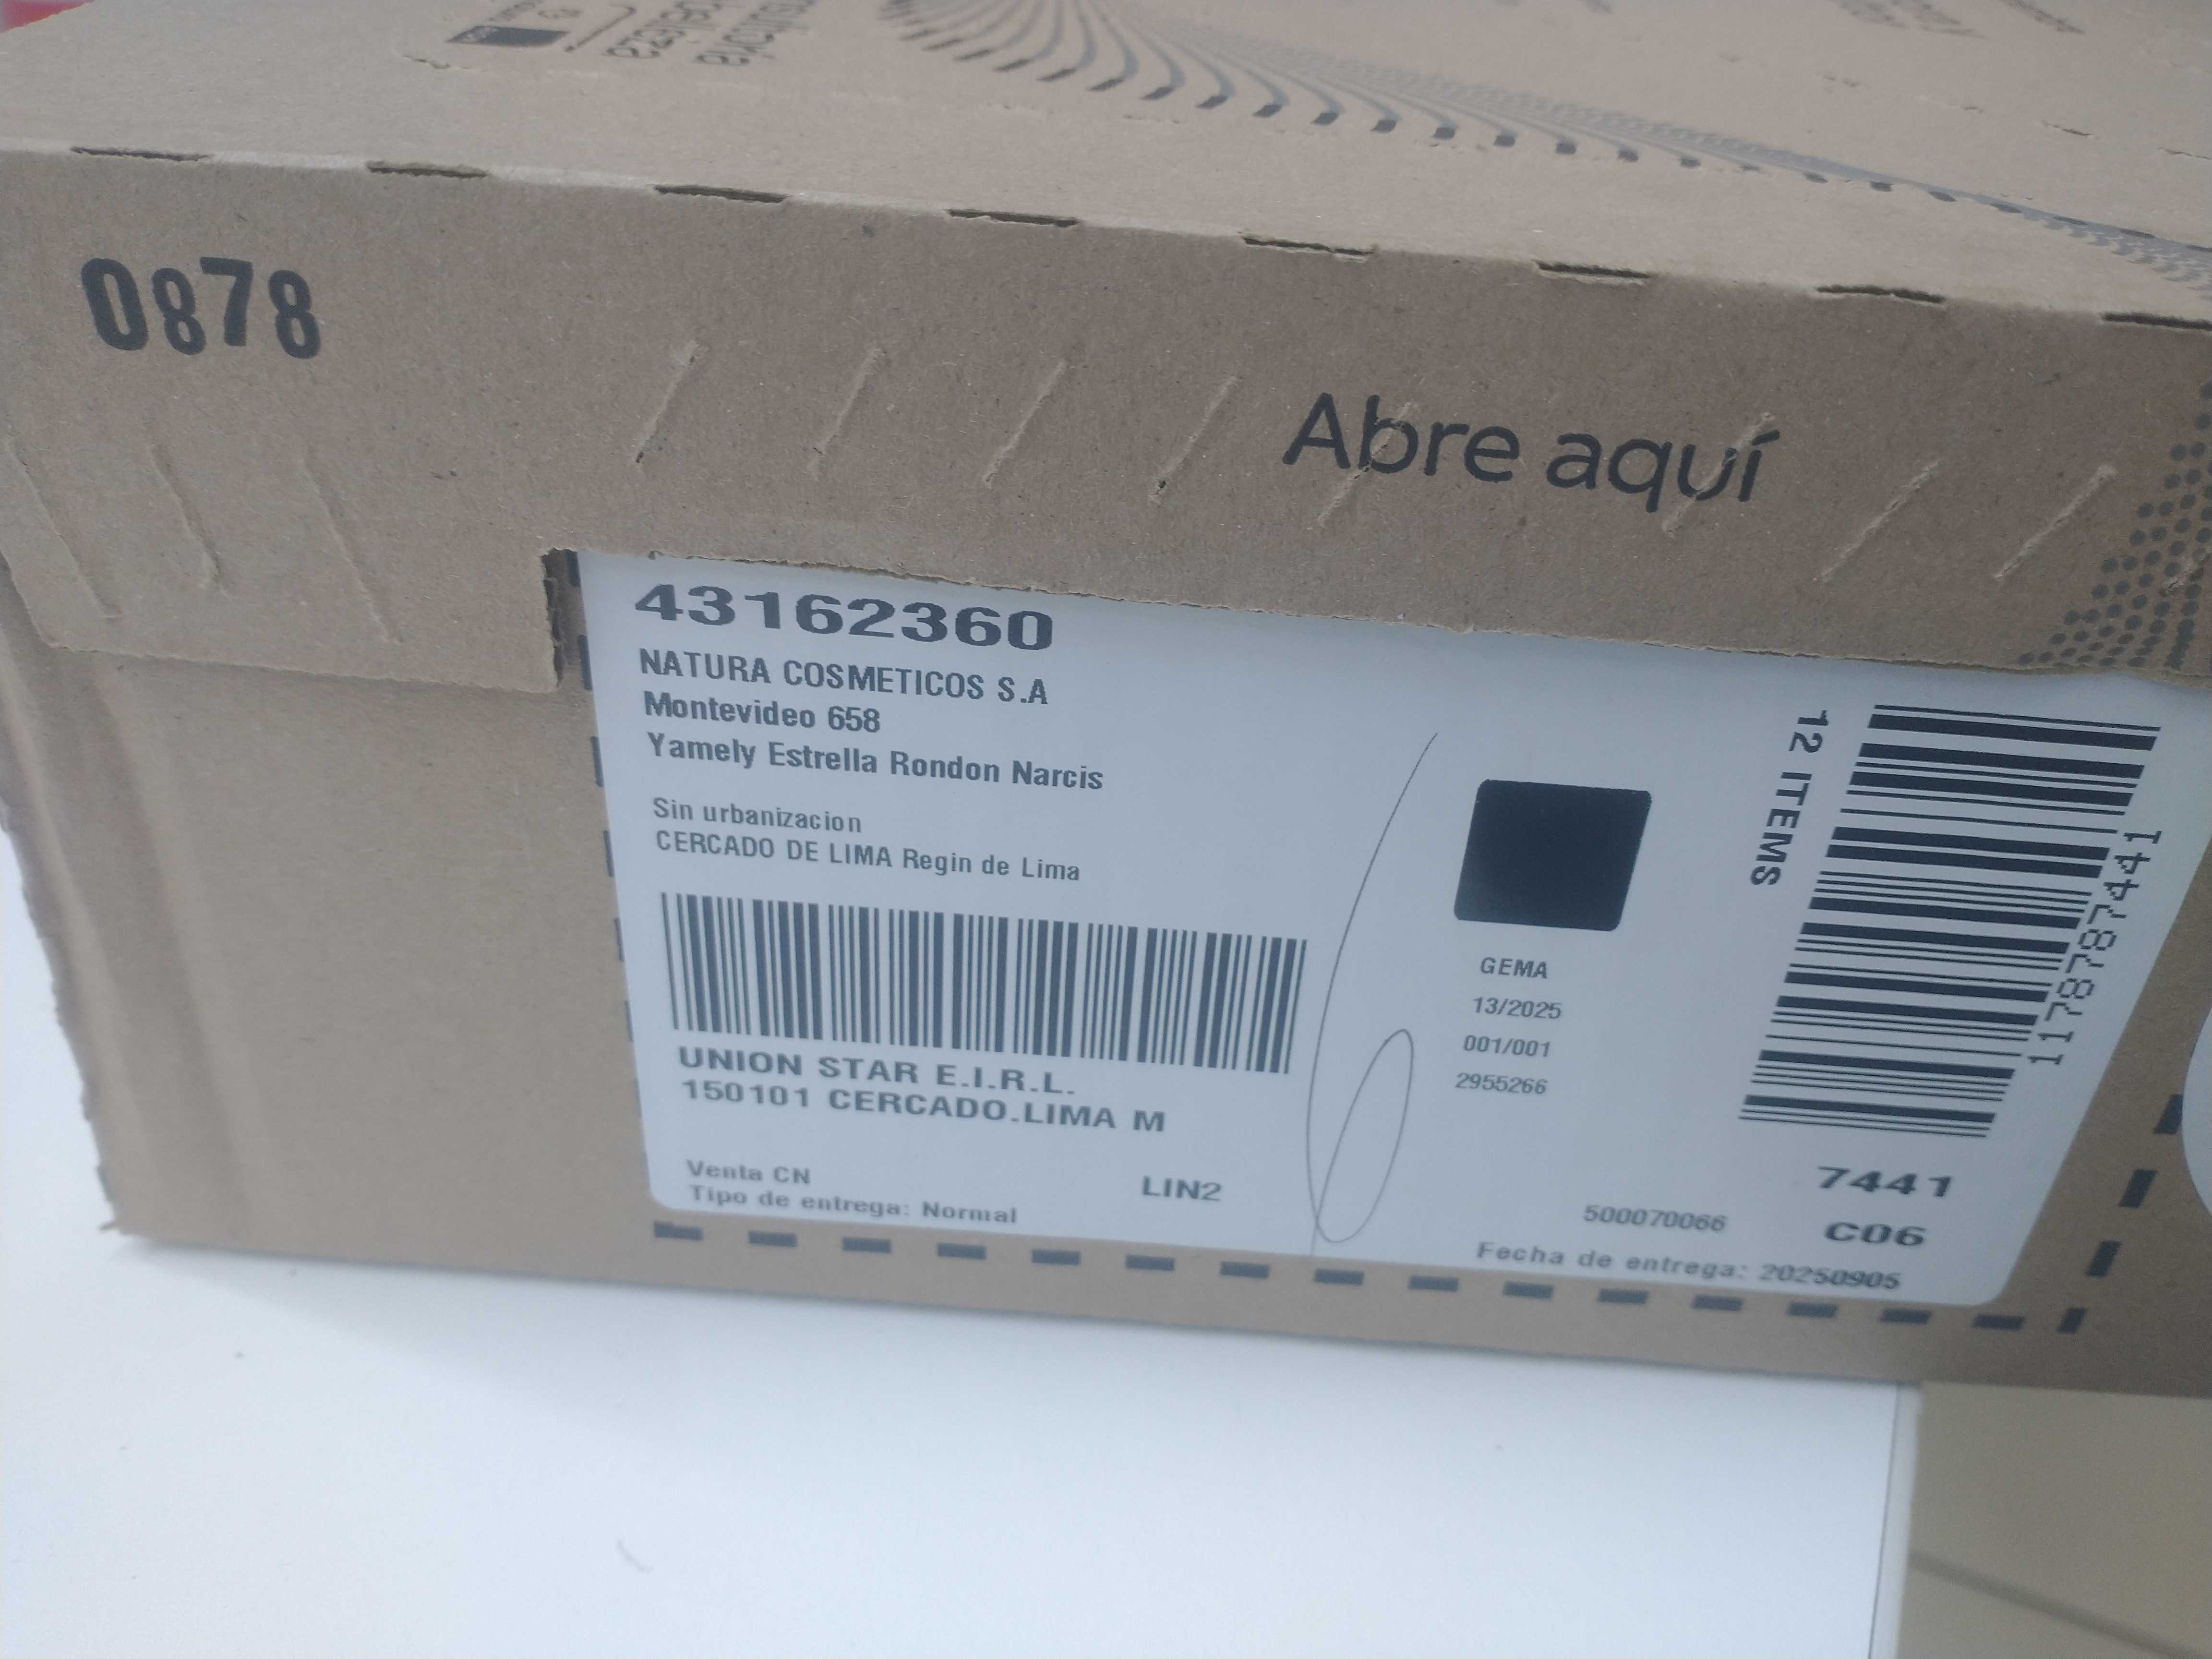 0878
Abre aquí
43162360
NATURA COSMETICOS S.A
Montevideo 658
Yamely Estrella Rondon Narcis
Sin urbanizacion
CERCADO DE LIMA Regin de Lima
UNION STAR E.I.R.L.
150101 CERCADO.LIMA M
Venta CN
Tipo de entrega: Normal
LIN2
GEMA
13/2025
001/001
2955266
12 ITEMS
1178787441
7441
500070066
C06
Fecha de entrega: 20250905